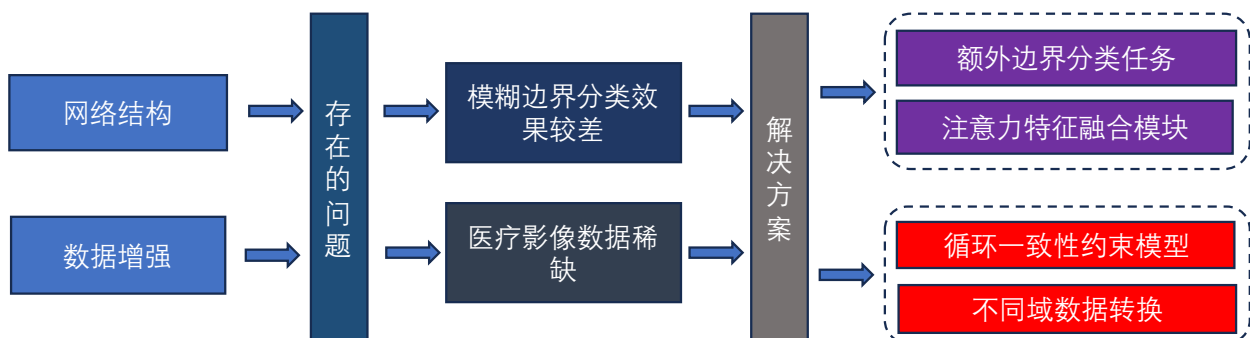 网络结构
数据增强
存在的问题
模糊边界分类效
果较差
医疗影像数据稀
缺
解决方案
额外边界分类任务
注意力特征融合模块
循环一致性约束模型
不同域数据转换